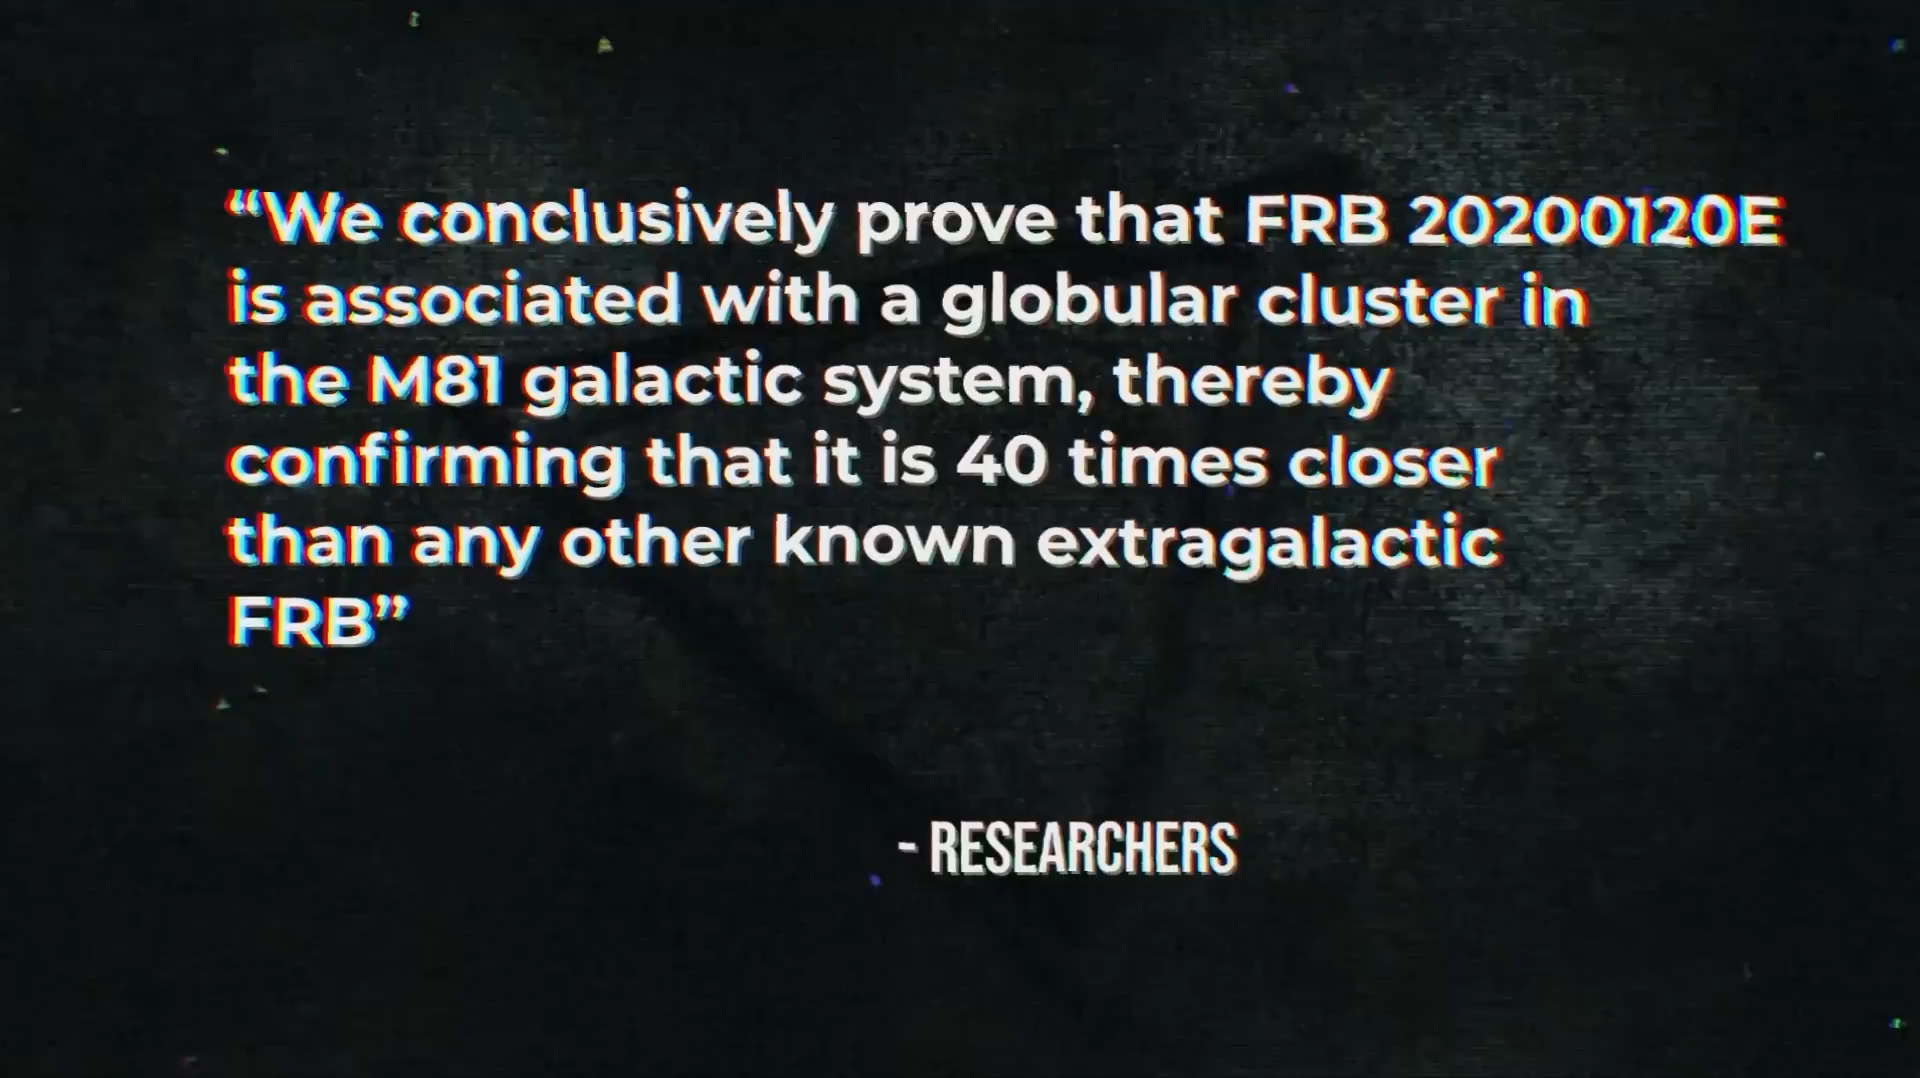 “We conclusively prove that FRB 20200120E
is associated with a globular cluster in
the M81 galactic system, thereby
confirming that it is 40 times closer
than any other known extragalactic
FRB”
- RESEARCHERS